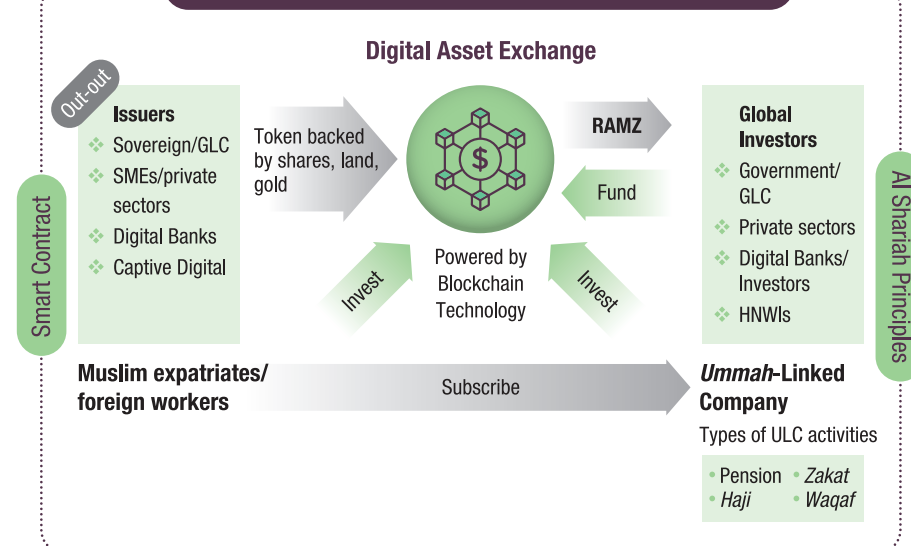 Digital Asset Exchange
Out-out
Issuers
Sovereign/GLC
SMEs/private
sectors
Digital Banks
Captive Digital
Token backed
by shares, land,
gold
$
RAMZ
Fund
Global
Investors
Government/
GLC
Private sectors
Digital Banks/
Investors
HNWIs
Smart Contract
AI Shariah Principles
Invest
Powered by
Blockchain
Technology
Invest
Muslim expatriates/
foreign workers
Subscribe
Ummah-Linked
Company
Types of ULC activities
• Pension • Zakat
• Haji • Waqaf